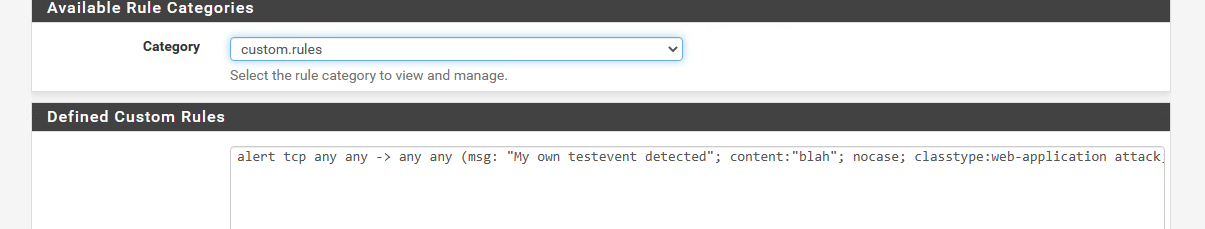 Available Rule Categories
Category
custom.rules
Select the rule category to view and manage.
Defined Custom Rules
alert tcp any any -> any any (msg: "My own testevent detected"; content:"blah"; nocase; classtype:web-application attack;